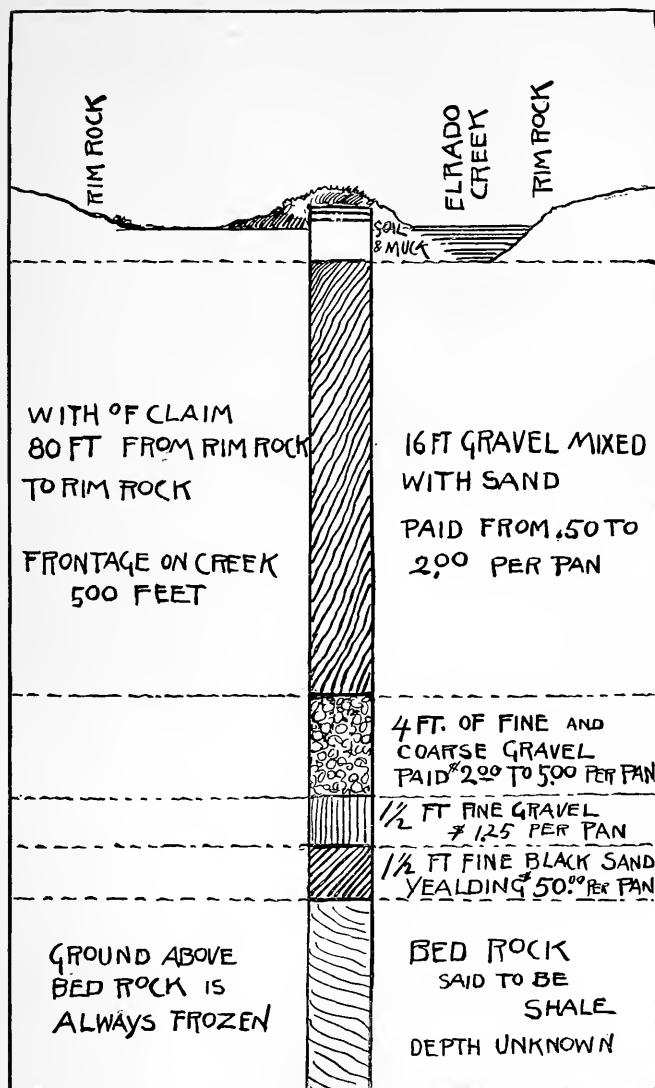 RIM ROCK
ELRADO
CREEK
RIM ROCK
SOIL
& MUCK
WITH OF CLAIM
80 FT FROM RIM ROCK
TO RIM ROCK
FRONTAGE ON CREEK
500 FEET
16 FT GRAVEL MIXED
WITH SAND
PAID FROM .50 TO
2.00 PER PAN
4 FT. OF FINE AND
COARSE GRAVEL
PAID $2.00 TO 5.00 PER PAN
1/2 FT FINE GRAVEL
$ 1.25 PER PAN
1 1/2 FT FINE BLACK SAND
YEALDING $50.00 PER PAN
GROUND ABOVE
BED ROCK IS
ALWAYS FROZEN
BED ROCK
SAID TO BE
SHALE
DEPTH UNKNOWN